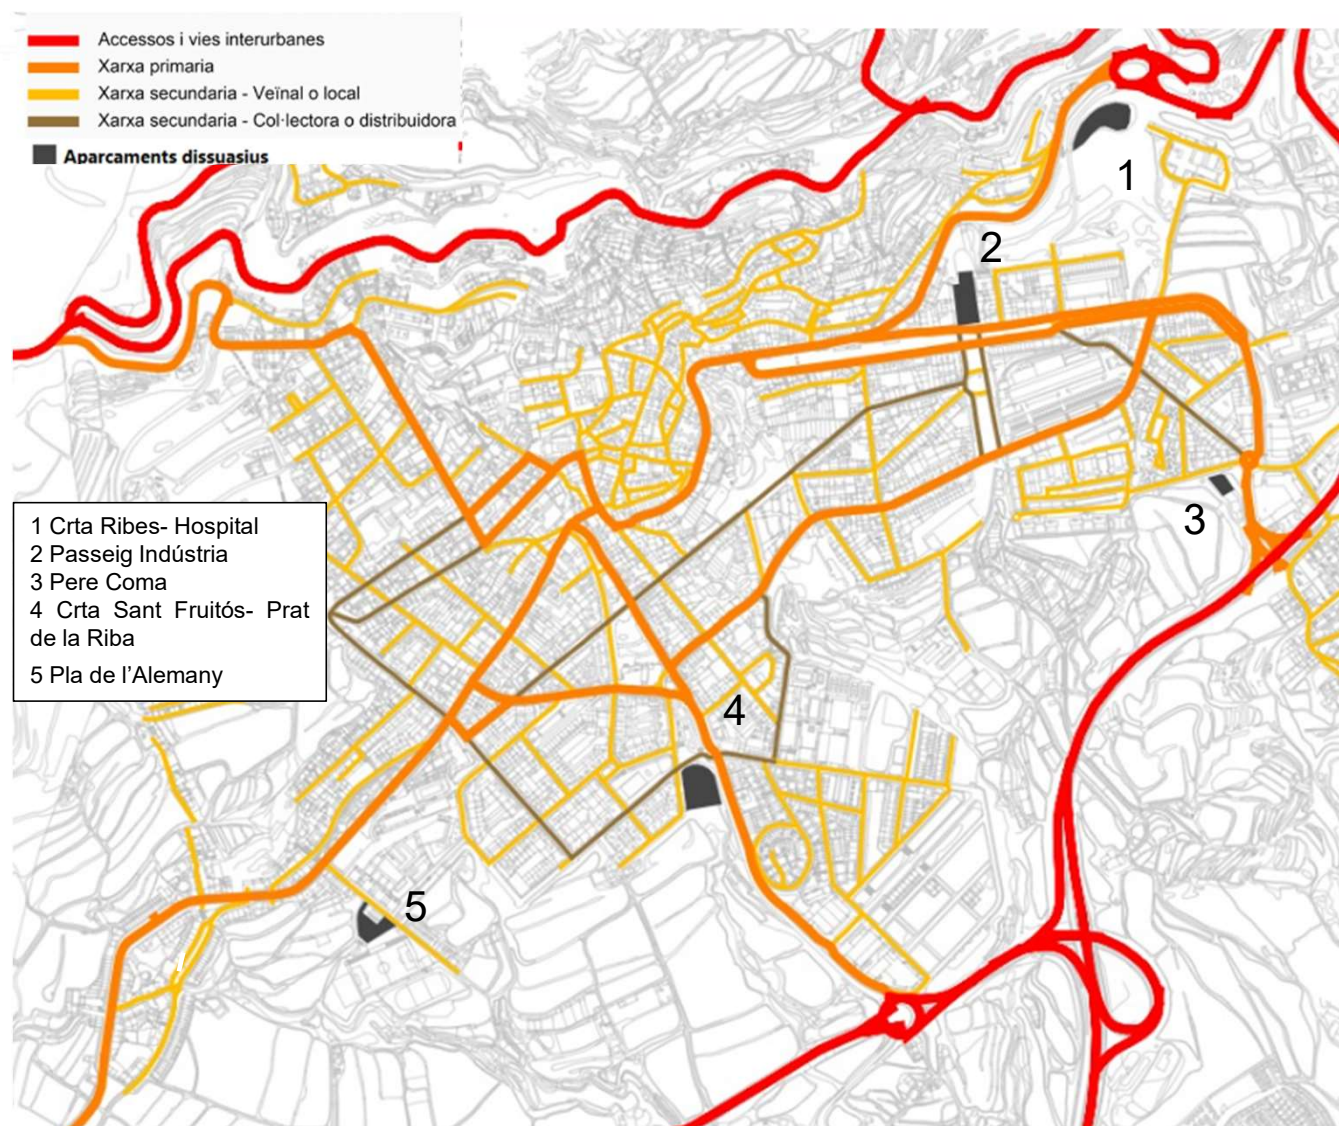 Accessos i vies interurbanes
Xarxa primaria
Xarxa secundaria - Veïnal o local
Xarxa secundaria - Col·lectora o distribuidora
Aparcaments dissuasius
1
2
3
1 Crta Ribes- Hospital
2 Passeig Indústria
3 Pere Coma
4 Crta Sant Fruitós- Prat
de la Riba
5 Pla de l'Alemany
4
5